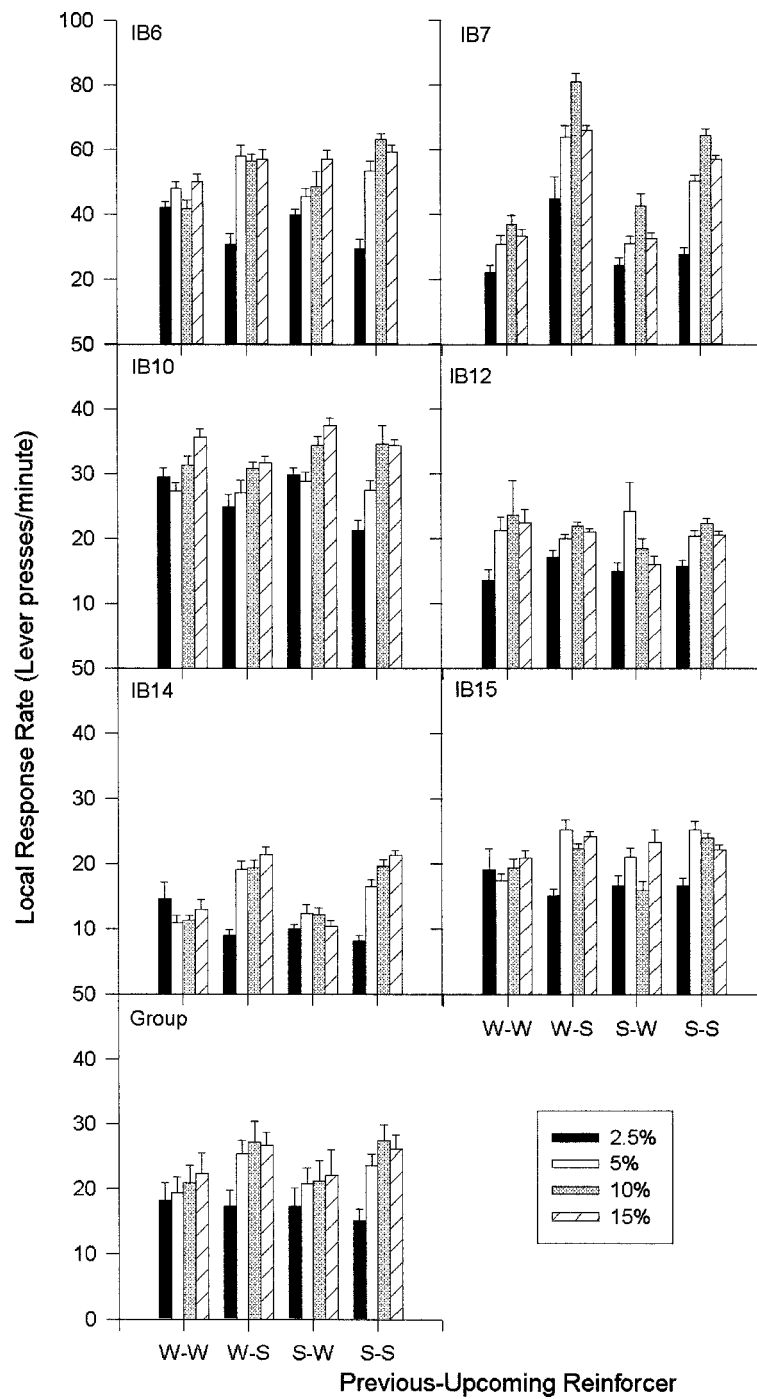 100
IB6
IB7
80
60
40
20
50
IB10
IB12
40
30
20
10
50
IB14
IB15
40
30
20
10
50
W-W W-S S-W S-S
Group
40
30
20
10
0
2.5%
5%
10%
15%
W-W W-S S-W S-S
Local Response Rate (Lever presses/minute)
Previous-Upcoming Reinforcer